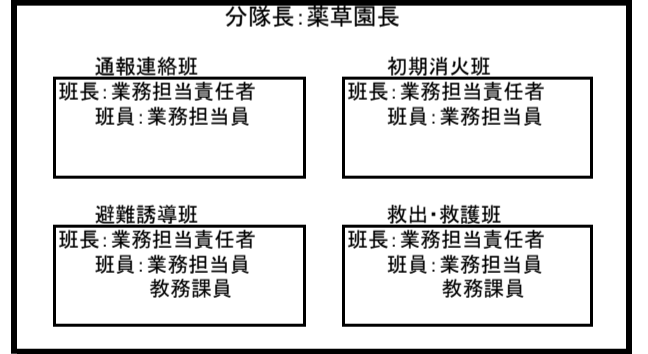 分隊長：薬草園長
通報連絡班
班長：業務担当責任者
班員：業務担当員
初期消火班
班長：業務担当責任者
班員：業務担当員
避難誘導班
班長：業務担当責任者
班員：業務担当員
教務課員
救出・救護班
班長：業務担当責任者
班員：業務担当員
教務課員